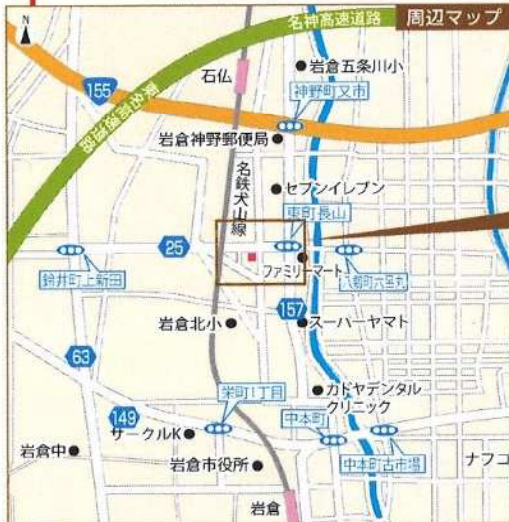 周辺マップ
名神高速道路
N
石仏
岩倉五条川小
155
神野町又市
岩倉神野郵便局
名鉄犬山線
セブンイレブン
東町長山
25
ファミリーマート
鈴井町上新田
157
岩倉北小
スーパーヤマト
63
栄町1丁目
カドヤデンタル
クリニック
149
サークルK
中本町
岩倉中
中本町古市場
ナフコ
岩倉市役所
岩倉